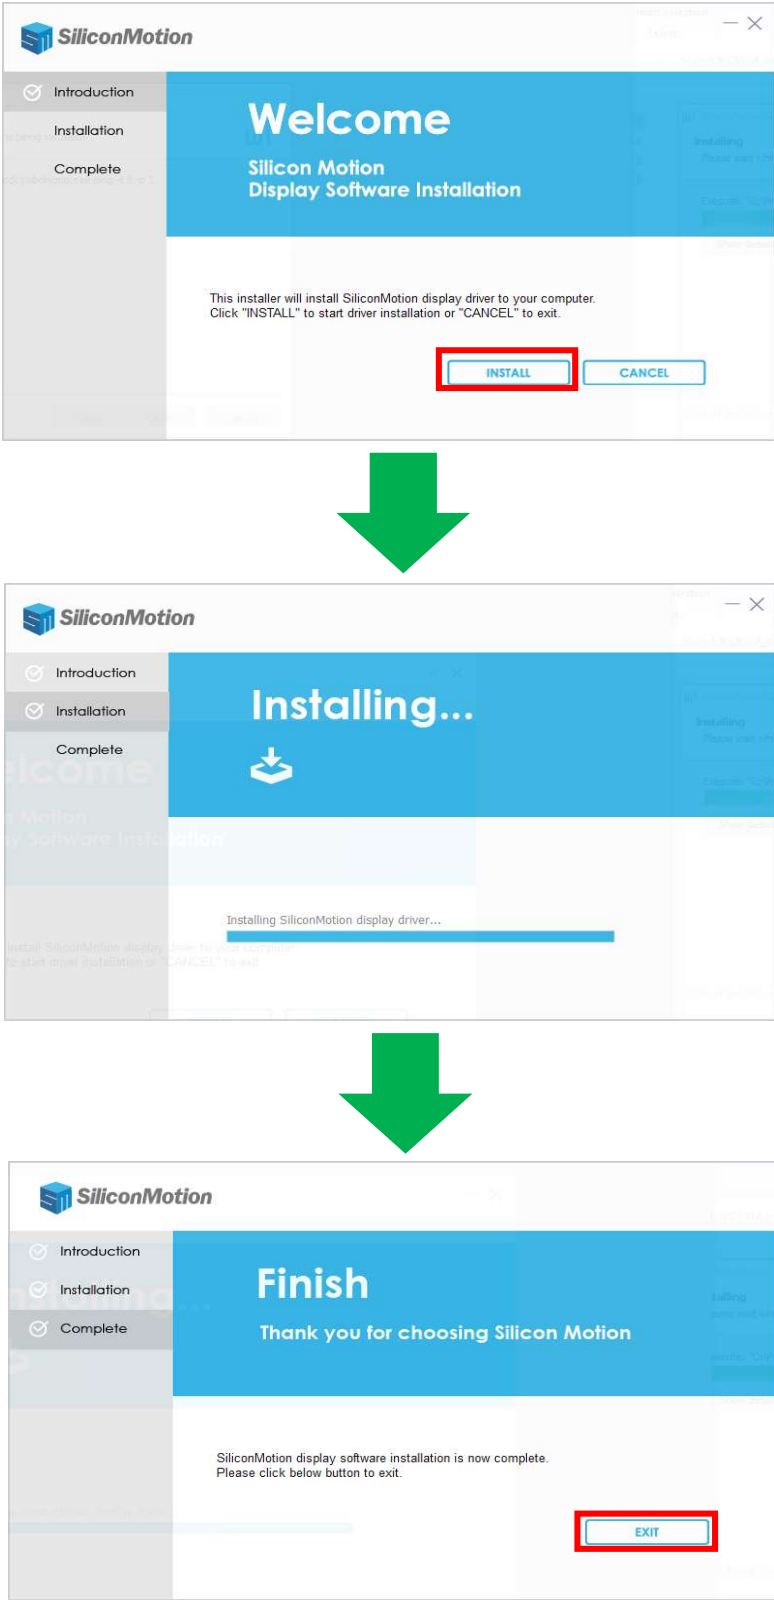 SiliconMotion
Introduction
Installation
Complete
Welcome
Silicon Motion
Display Software Installation
This installer will install SiliconMotion display driver to your computer.
Click "INSTALL" to start driver installation or "CANCEL" to exit.
INSTALL
CANCEL
SiliconMotion
Introduction
Installation
Complete
Installing...
Installing SiliconMotion display driver...
SiliconMotion
Introduction
Installation
Complete
Finish
Thank you for choosing Silicon Motion
SiliconMotion display software installation is now complete.
Please click below button to exit.
EXIT